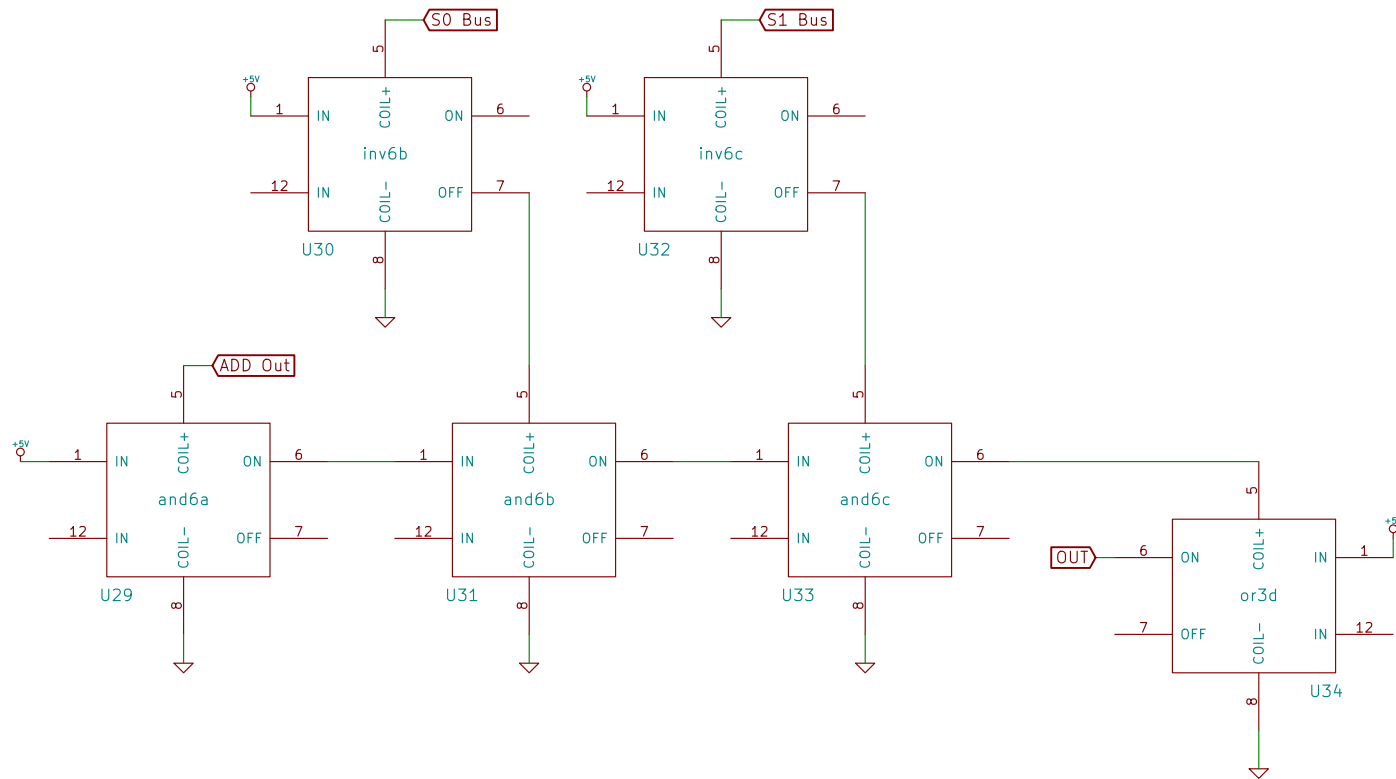 S0 Bus
S1 Bus
5
5
+5V
+5V
1 IN COIL+ ON 6
1 IN COIL+ ON 6
inv6b
inv6c
12 IN COIL- OFF 7
12 IN COIL- OFF 7
U30
U32
8
8
ADD Out
5
5
5
+5V
1 IN COIL+ ON 6
1 IN COIL+ ON 6
1 IN COIL+ ON 6
and6a
and6b
and6c
12 IN COIL- OFF 7
12 IN COIL- OFF 7
12 IN COIL- OFF 7
U29
U31
U33
8
8
8
5
OUT
6 ON COIL+ IN 1
or3d
7 OFF COIL- IN 12
U34
8